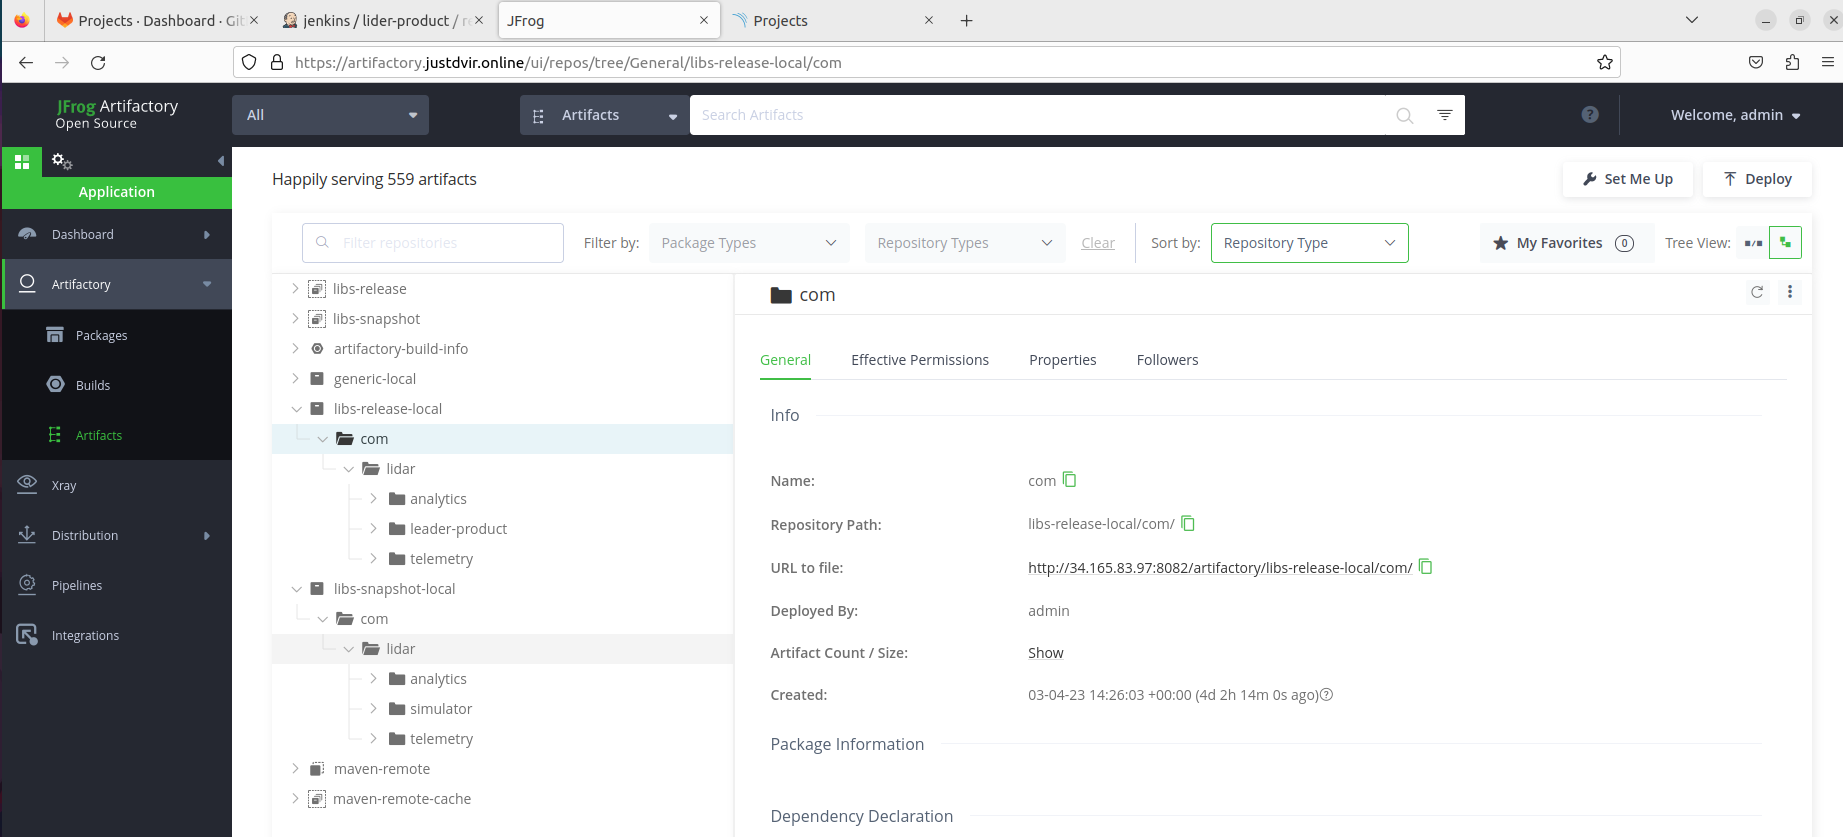 Projects · Dashboard · Git
jenkins / lider-product / re
JFrog
Projects
https://artifactory.justdvir.online/ui/repos/tree/General/libs-release-local/com
JFrog Artifactory
Open Source
All
Artifacts
Search Artifacts
Welcome, admin
Application
Dashboard
Artifactory
Packages
Builds
Artifacts
Xray
Distribution
Pipelines
Integrations
Happily serving 559 artifacts
Set Me Up
Deploy
Filter repositories
Filter by:
Package Types
Repository Types
Clear
Sort by:
Repository Type
My Favorites 0
Tree View:
libs-release
libs-snapshot
artifactory-build-info
generic-local
libs-release-local
com
lidar
analytics
leader-product
telemetry
libs-snapshot-local
com
lidar
analytics
simulator
telemetry
maven-remote
maven-remote-cache
com
General
Effective Permissions
Properties
Followers
Info
Name: com
Repository Path: libs-release-local/com/
URL to file: http://34.165.83.97:8082/artifactory/libs-release-local/com/
Deployed By: admin
Artifact Count / Size: Show
Created: 03-04-23 14:26:03 +00:00 (4d 2h 14m 0s ago)
Package Information
Dependency Declaration